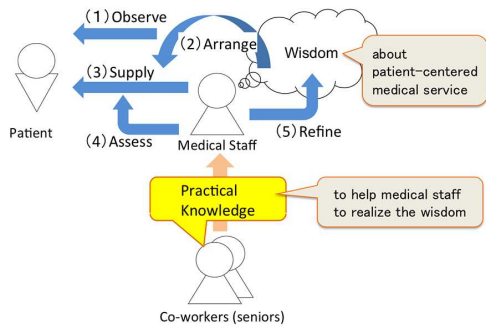 (1) Observe
(2) Arrange
Wisdom
about
patient-centered
medical service
(3) Supply
Patient
(4) Assess
Medical Staff
(5) Refine
Practical
Knowledge
to help medical staff
to realize the wisdom
Co-workers (seniors)